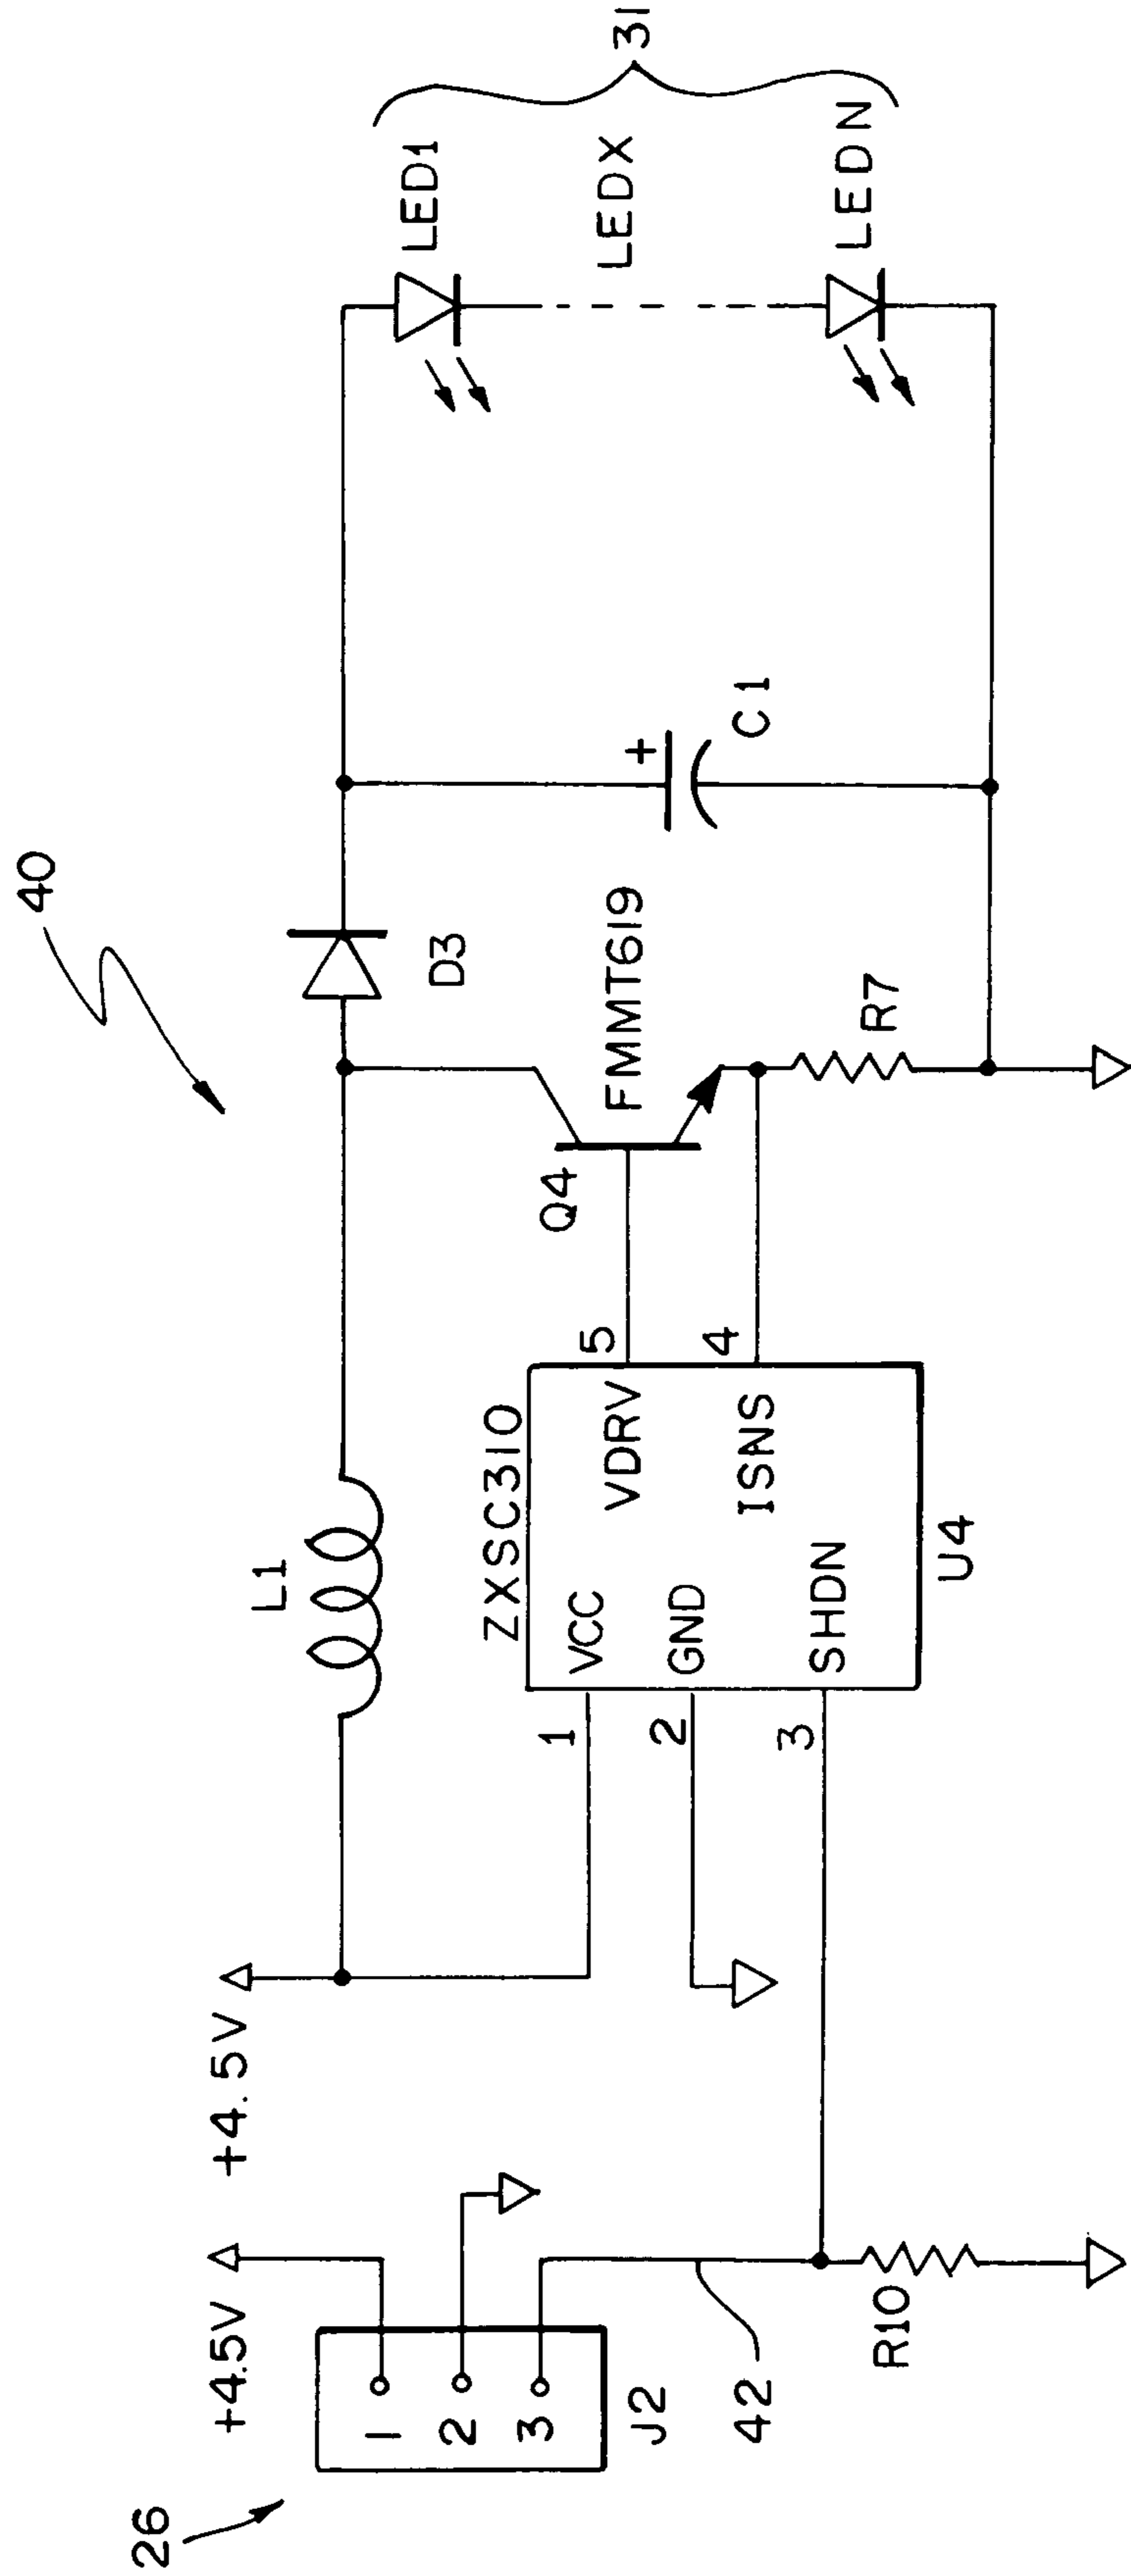 40
26
+4.5V
+4.5V
1
2
3
J2
42
R10
L1
ZXSC310
VCC
GND
SHDN
VDRV
ISNS
1
2
3
5
4
U4
Q4
FMMT619
D3
R7
+
C1
LED1
LEDX
LEDN
31